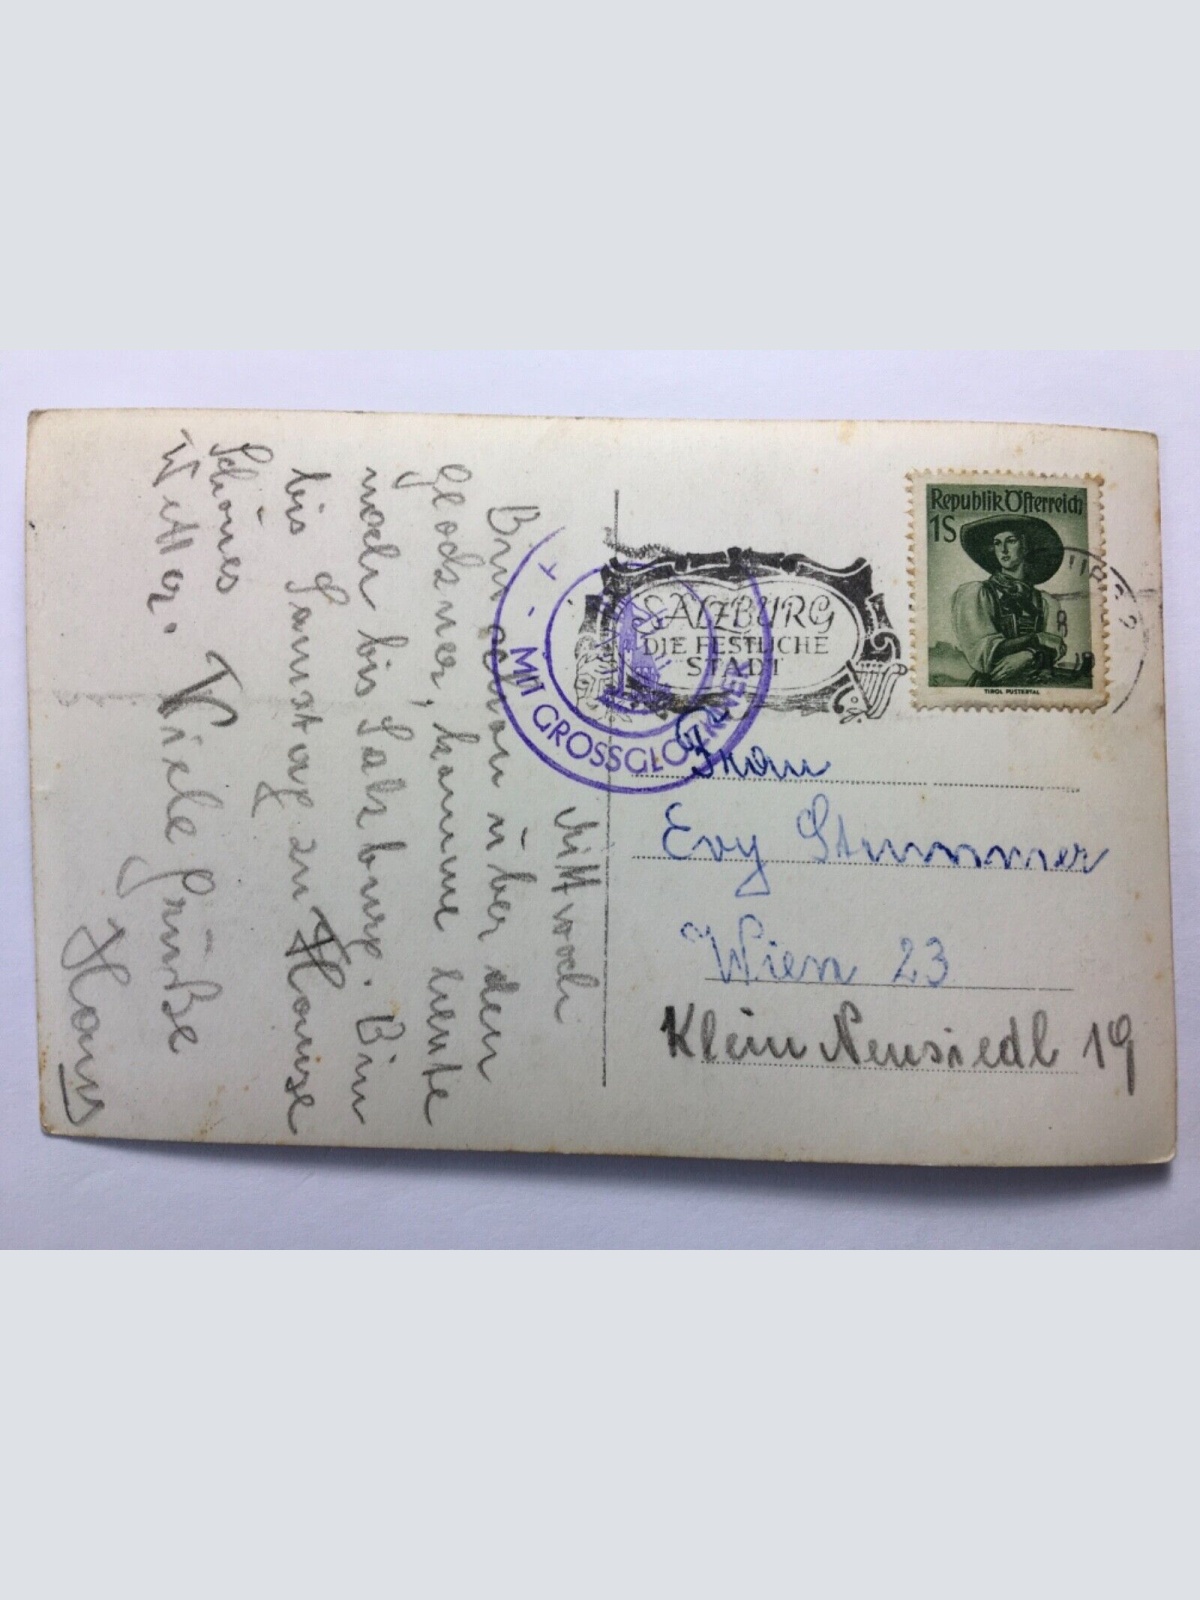 Mittwoch
Bin schon über den
Glockner, komme heute
noch bis Salzburg. Bin
bis Samstag zu Hause
Schönes
Wetter. Viele Grüße
Hans
MIT GROSSGLOCKNER
SALZBURG
DIE FESTLICHE
STADT
Republik Österreich
1S
TIROL PUSTERTAL
Frau
Evy Stummer
Wien 23
Klein Neusiedl 19